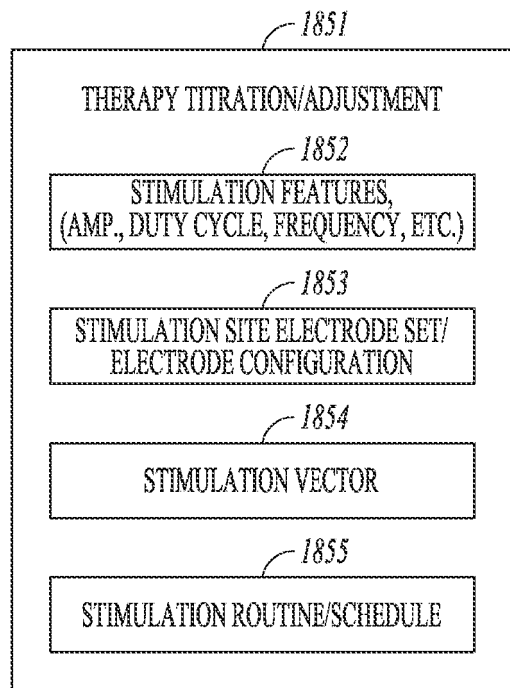 1851
THERAPY TITRATION/ADJUSTMENT
1852
STIMULATION FEATURES,
(AMP., DUTY CYCLE, FREQUENCY, ETC.)
1853
STIMULATION SITE ELECTRODE SET/
ELECTRODE CONFIGURATION
1854
STIMULATION VECTOR
1855
STIMULATION ROUTINE/SCHEDULE